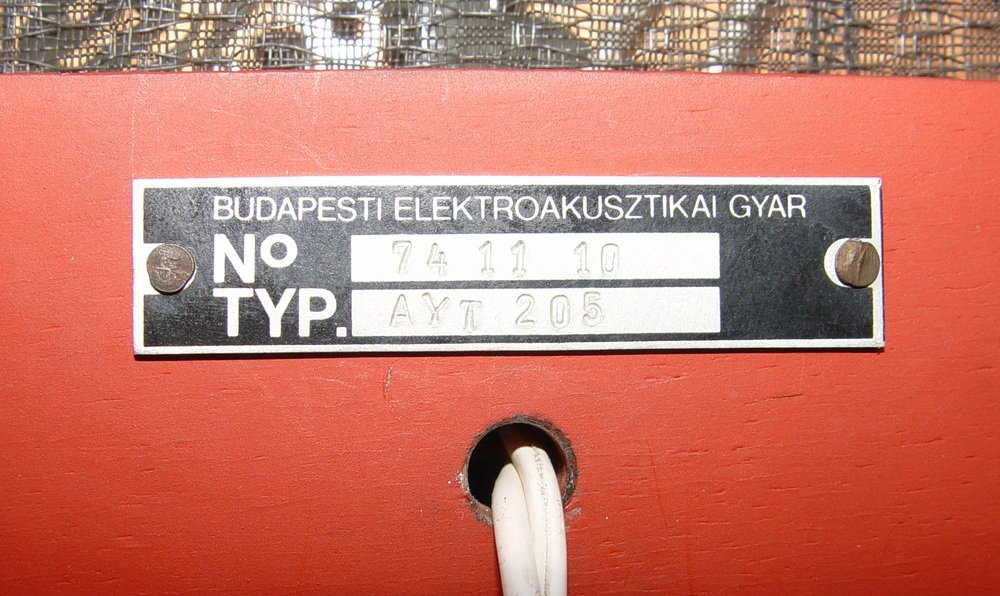 BUDAPESTI ELEKTROAKUSZTIKAI GYAR
No 74 11 10
TYP. AYT 205